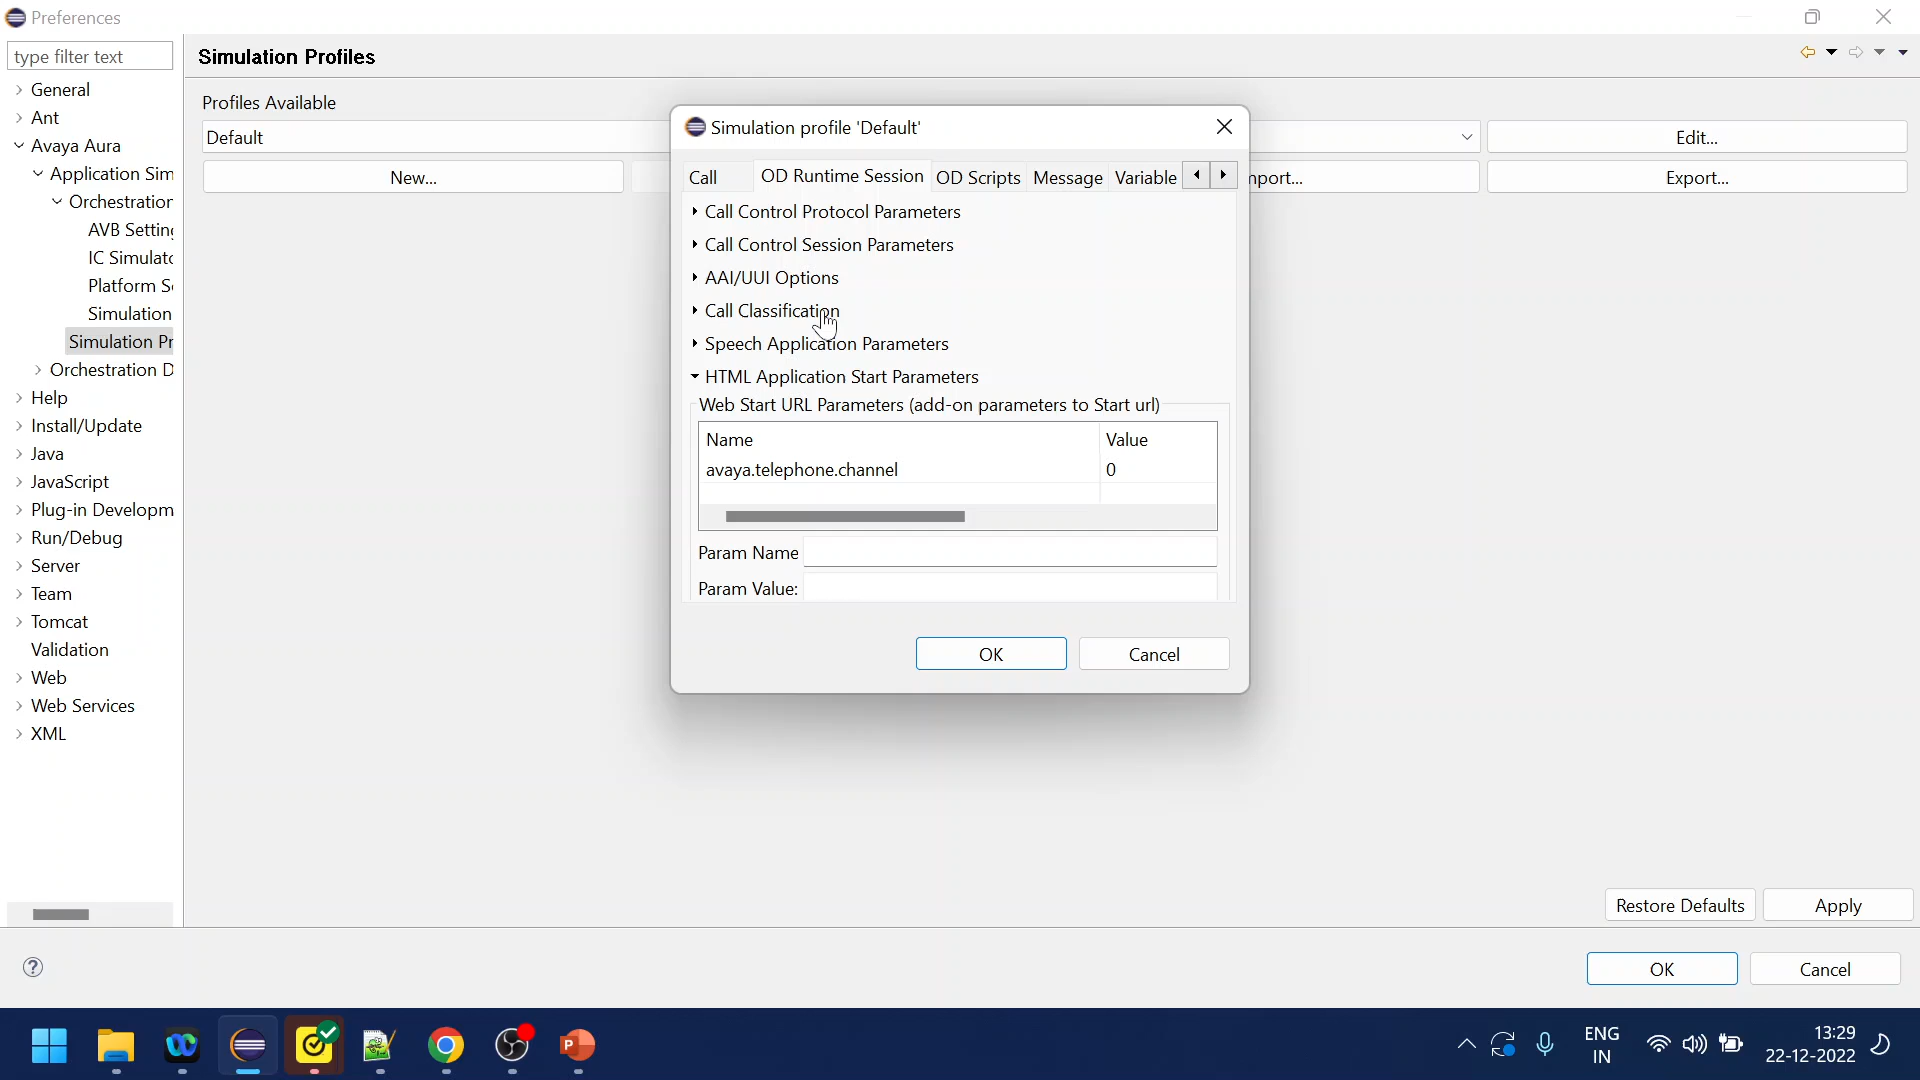 Preferences
type filter text
General
Ant
Avaya Aura
Application Sim
Orchestration
AVB Setting
IC Simulato
Platform Se
Simulation
Simulation Pr
Orchestration D
Help
Install/Update
Java
JavaScript
Plug-in Developm
Run/Debug
Server
Team
Tomcat
Validation
Web
Web Services
XML
Simulation Profiles
Profiles Available
Default
Edit...
New...
mport...
Export...
Simulation profile 'Default'
Call
OD Runtime Session
OD Scripts
Message
Variable
Call Control Protocol Parameters
Call Control Session Parameters
AAI/UUI Options
Call Classification
Speech Application Parameters
HTML Application Start Parameters
Web Start URL Parameters (add-on parameters to Start url)
Name Value
avaya.telephone.channel 0
Param Name
Param Value:
OK
Cancel
Restore Defaults
Apply
OK
Cancel
ENG
IN
13:29
22-12-2022